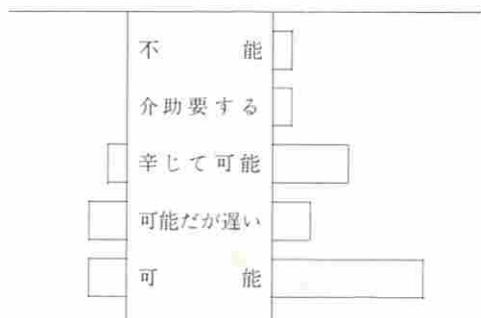 不能
介助要する
辛じて可能
可能だが遅い
可能